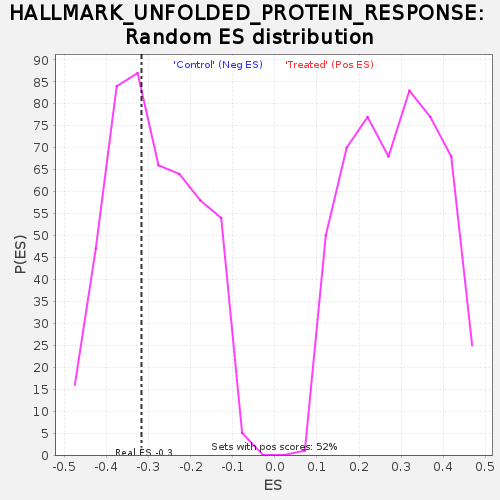 HALLMARK_UNFOLDED_PROTEIN_RESPONSE:
Random ES distribution
'Control' (Neg ES) 'Treated' (Pos ES)
90
85
80
75
70
65
60
55
50
45
40
35
30
25
20
15
10
5
0
P(ES)
Sets with pos scores: 52%
Real ES -0.3
-0.5 -0.4 -0.3 -0.2 -0.1 0.0 0.1 0.2 0.3 0.4 0.5
ES